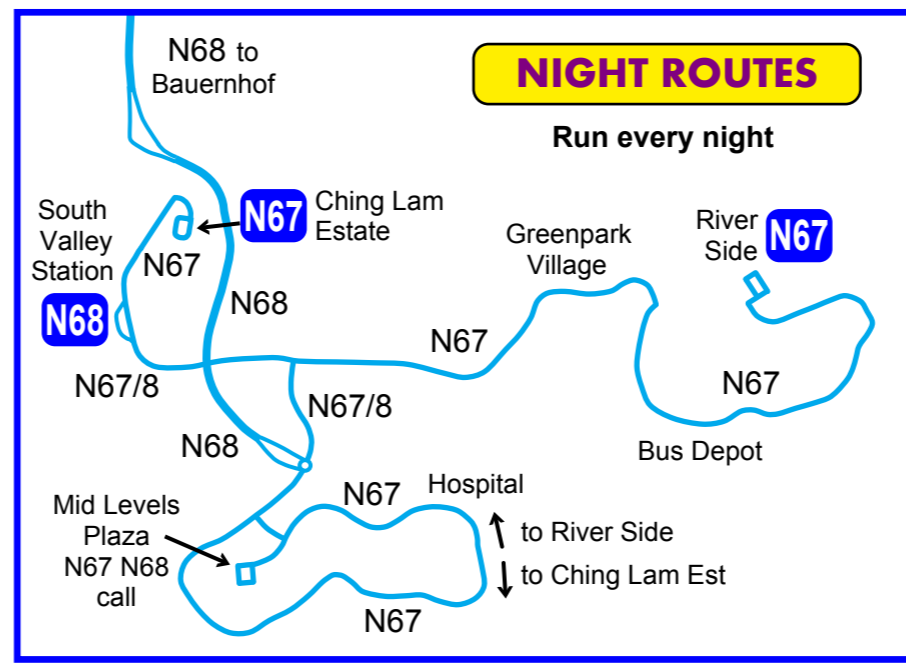 NIGHT ROUTES
Run every night
N68 to
Bauernhof
South
Valley
Station
N68
N67
N67
Ching Lam
Estate
N68
Greenpark
Village
River
Side
N67
N67
N67/8
N67/8
N67
N68
Bus Depot
Mid Levels
Plaza
N67 N68
call
N67
Hospital
to River Side
to Ching Lam Est
N67